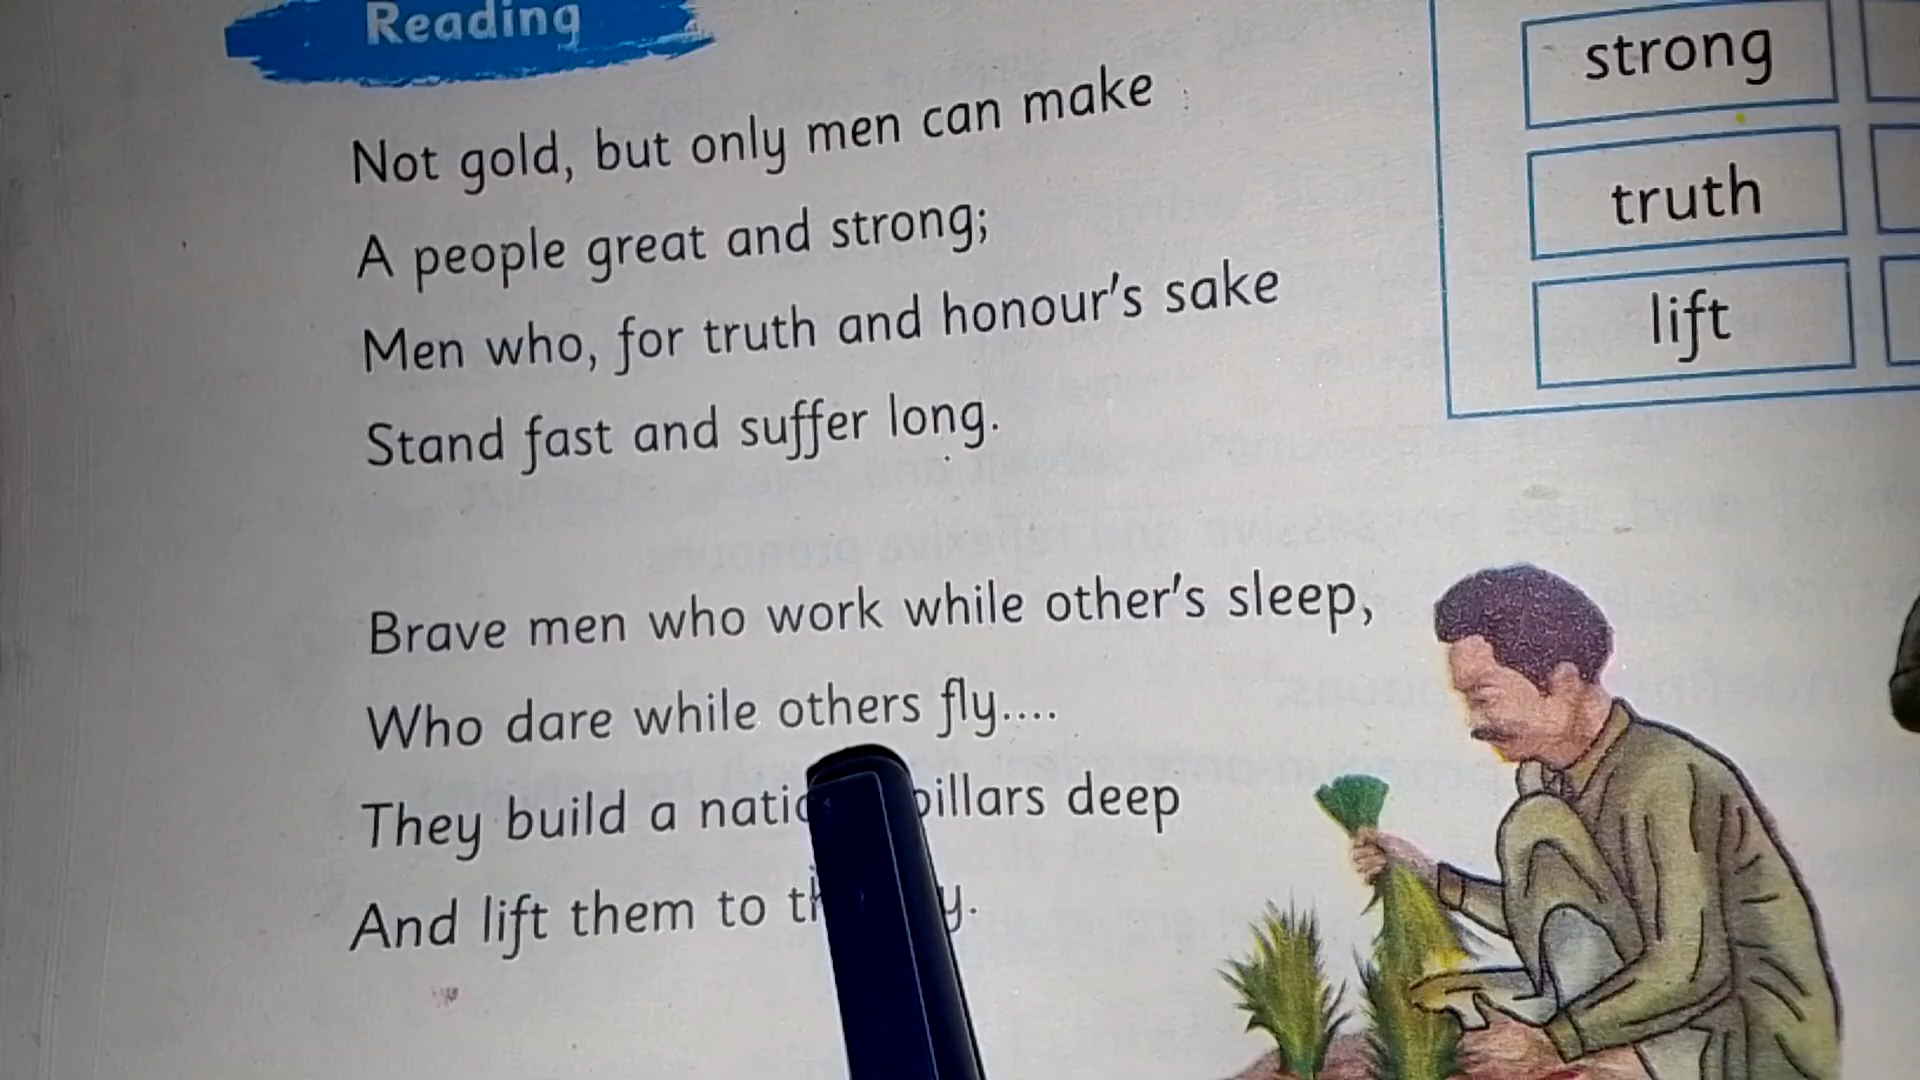 Reading
Not gold, but only men can make
A people great and strong;
Men who, for truth and honour's sake
Stand fast and suffer long.
Brave men who work while other's sleep,
Who dare while others fly....
They build a pillars deep
And lift them to
strong
truth
lift